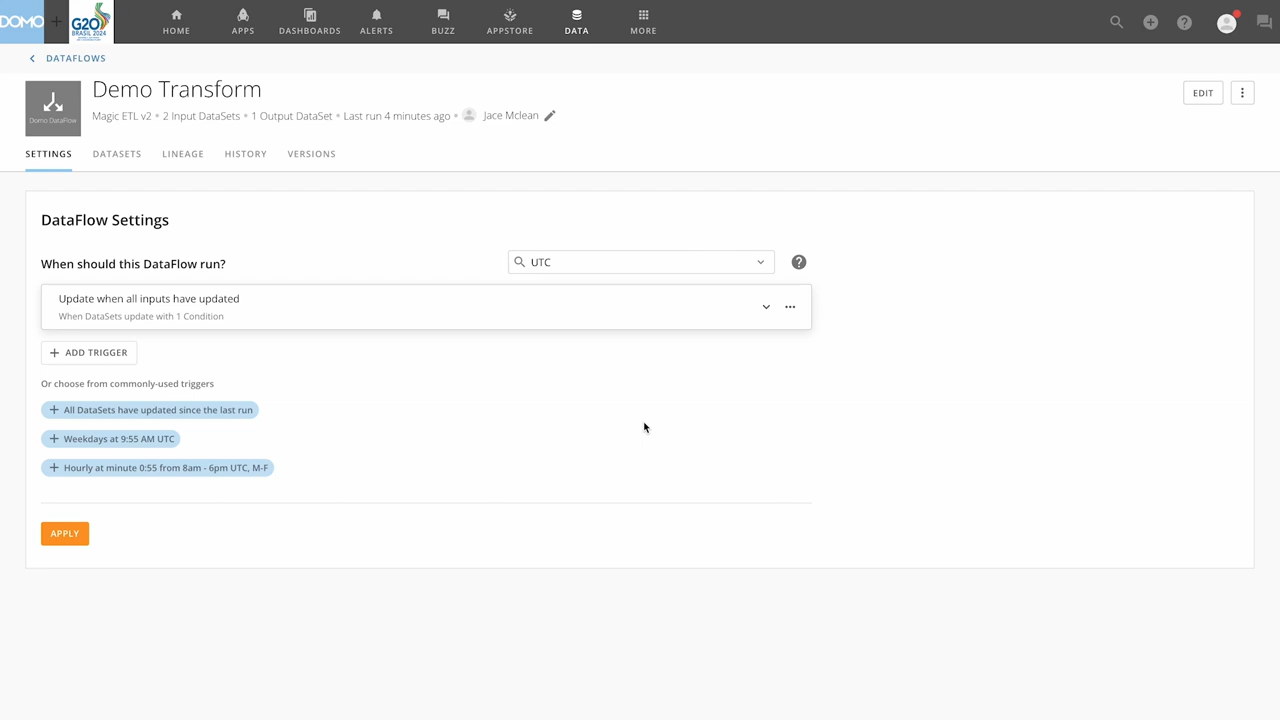 DOMO
G20
BRASIL 2024
HOME
APPS
DASHBOARDS
ALERTS
BUZZ
APPSTORE
DATA
MORE
DATAFLOWS
Demo Transform
Domo DataFlow
Magic ETL v2 • 2 Input DataSets • 1 Output DataSet • Last run 4 minutes ago • Jace Mclean
EDIT
SETTINGS
DATASETS
LINEAGE
HISTORY
VERSIONS
DataFlow Settings
When should this DataFlow run?
UTC
Update when all inputs have updated
When DataSets update with 1 Condition
ADD TRIGGER
Or choose from commonly-used triggers
All DataSets have updated since the last run
Weekdays at 9:55 AM UTC
Hourly at minute 0:55 from 8am - 6pm UTC, M-F
APPLY